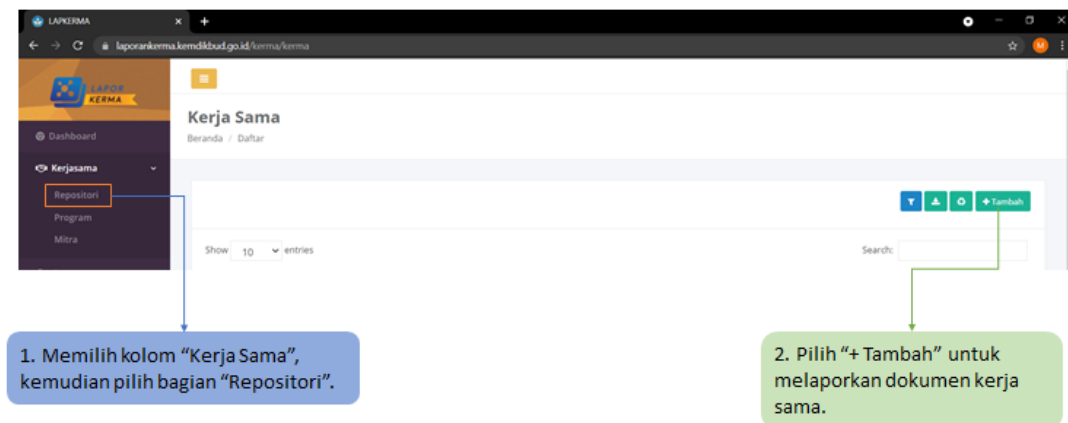 LAPKERMA
laporankerma.kemdikbud.go.id/kerma/kerma
M
LAPOR
KERMA
Kerja Sama
Beranda / Daftar
Dashboard
Kerjasama
Repositori
Program
Mitra
+ Tambah
Show 10 entries
Search:
1. Memilih kolom “Kerja Sama”,
kemudian pilih bagian “Repositori”.
2. Pilih “+ Tambah” untuk
melaporkan dokumen kerja
sama.